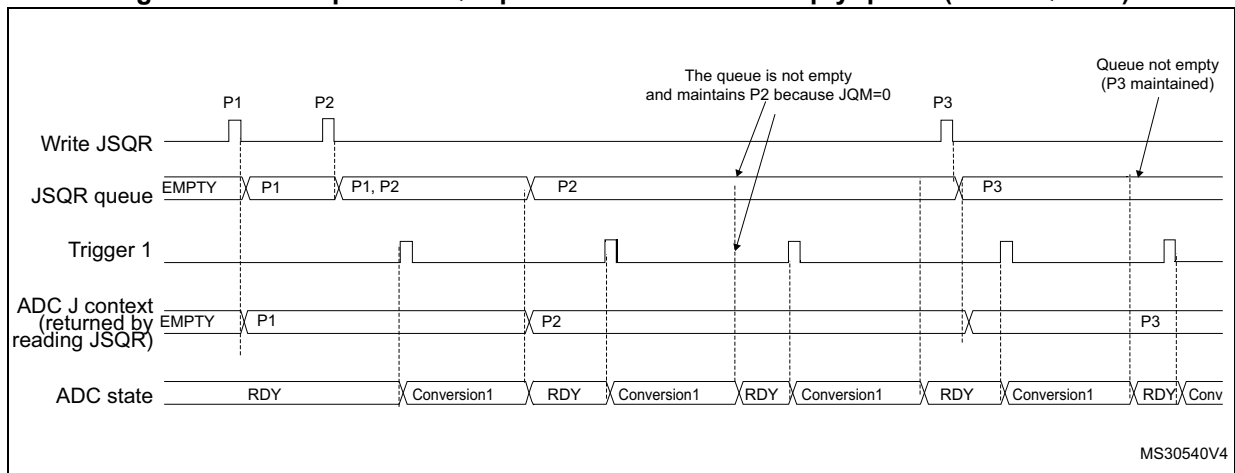 The queue is not empty
and maintains P2 because JQM=0
Queue not empty
(P3 maintained)
P1
P2
P3
Write JSQR
JSQR queue
EMPTY
P1
P1, P2
P2
P3
Trigger 1
ADC J context
(returned by
reading JSQR)
EMPTY
P1
P2
P3
ADC state
RDY
Conversion1
RDY
Conversion1
RDY
Conversion1
RDY
Conversion1
RDY
Conv
MS30540V4